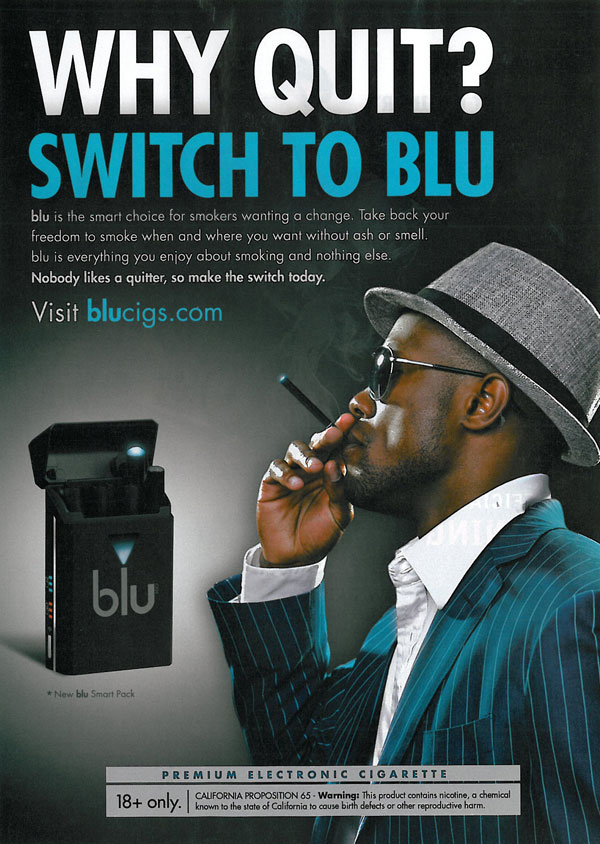 WHY QUIT?
SWITCH TO BLU
blu is the smart choice for smokers wanting a change. Take back your
freedom to smoke when and where you want without ash or smell.
blu is everything you enjoy about smoking and nothing else.
Nobody likes a quitter, so make the switch today.
Visit blucigs.com
blu
* New blu Smart Pack
PREMIUM ELECTRONIC CIGARETTE
18+ only.
CALIFORNIA PROPOSITION 65 - Warning: This product contains nicotine, a chemical
known to the state of California to cause birth defects or other reproductive harm.